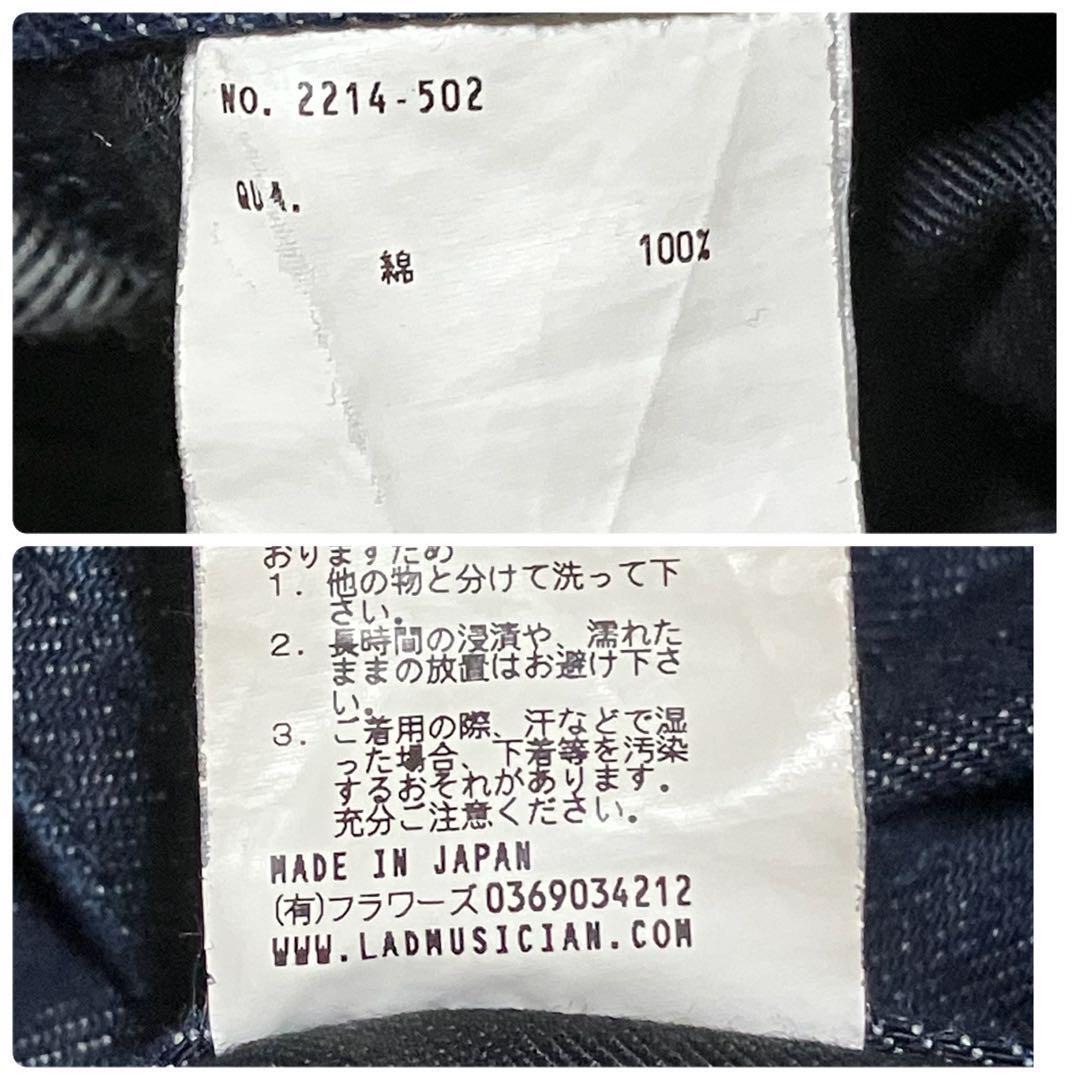 NO. 2214-502
QUA.
綿 100%
おりますため
1. 他の物と分けて洗って下
さい。
2. 長時間の浸漬や、濡れた
ままの放置はお避け下さ
い。
3. ご着用の際、汗などで湿
った場合、下着等を汚染
するおそれがあります。
充分ご注意ください。
MADE IN JAPAN
(有)フラワーズ0369034212
WWW.LADMUSICIAN.COM